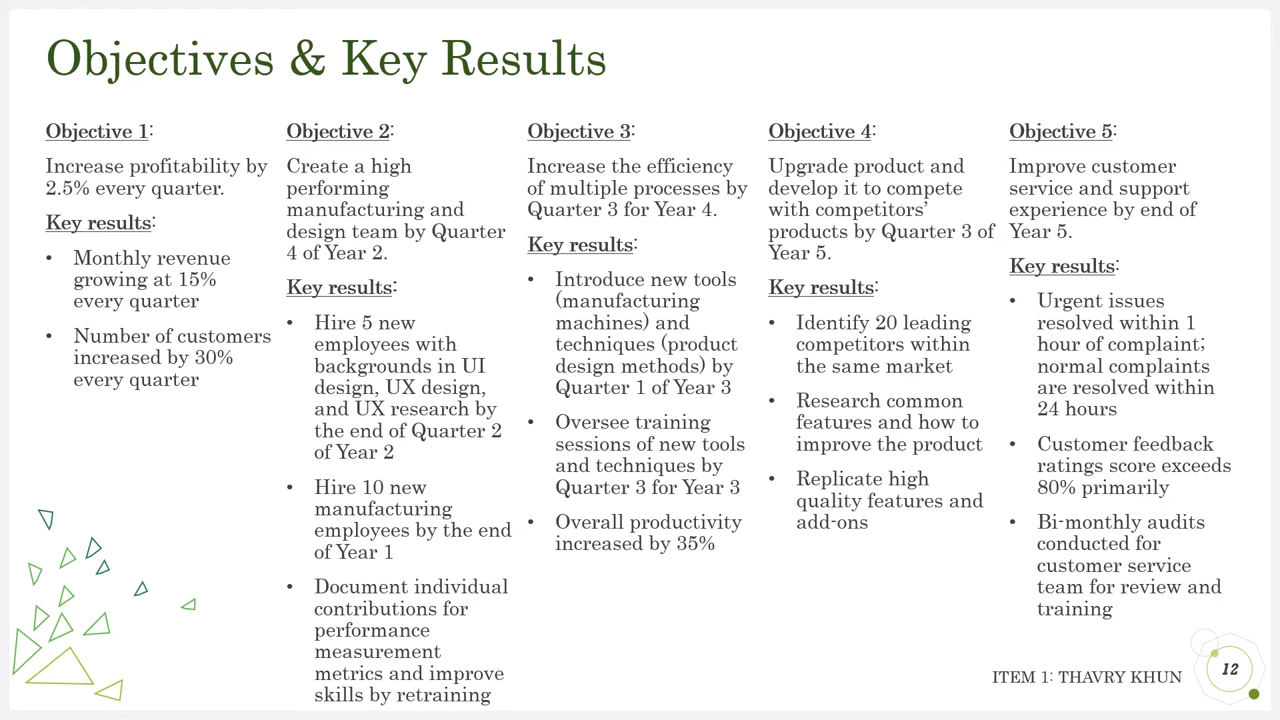 Objectives & Key Results
Objective 1:
Increase profitability by
2.5% every quarter.
Key results:
• Monthly revenue
growing at 15%
every quarter
• Number of customers
increased by 30%
every quarter
Objective 2:
Create a high
performing
manufacturing and
design team by Quarter
4 of Year 2.
Key results:
• Hire 5 new
employees with
backgrounds in UI
design, UX design,
and UX research by
the end of Quarter 2
of Year 2
• Hire 10 new
manufacturing
employees by the end
of Year 1
• Document individual
contributions for
performance
measurement
metrics and improve
skills by retraining
Objective 3:
Increase the efficiency
of multiple processes by
Quarter 3 for Year 4.
Key results:
• Introduce new tools
(manufacturing
machines) and
techniques (product
design methods) by
Quarter 1 of Year 3
• Oversee training
sessions of new tools
and techniques by
Quarter 3 for Year 3
• Overall productivity
increased by 35%
Objective 4:
Upgrade product and
develop it to compete
with competitors’
products by Quarter 3 of
Year 5.
Key results:
• Identify 20 leading
competitors within
the same market
• Research common
features and how to
improve the product
• Replicate high
quality features and
add-ons
Objective 5:
Improve customer
service and support
experience by end of
Year 5.
Key results:
• Urgent issues
resolved within 1
hour of complaint;
normal complaints
are resolved within
24 hours
• Customer feedback
ratings score exceeds
80% primarily
• Bi-monthly audits
conducted for
customer service
team for review and
training
ITEM 1: THAVRY KHUN
12